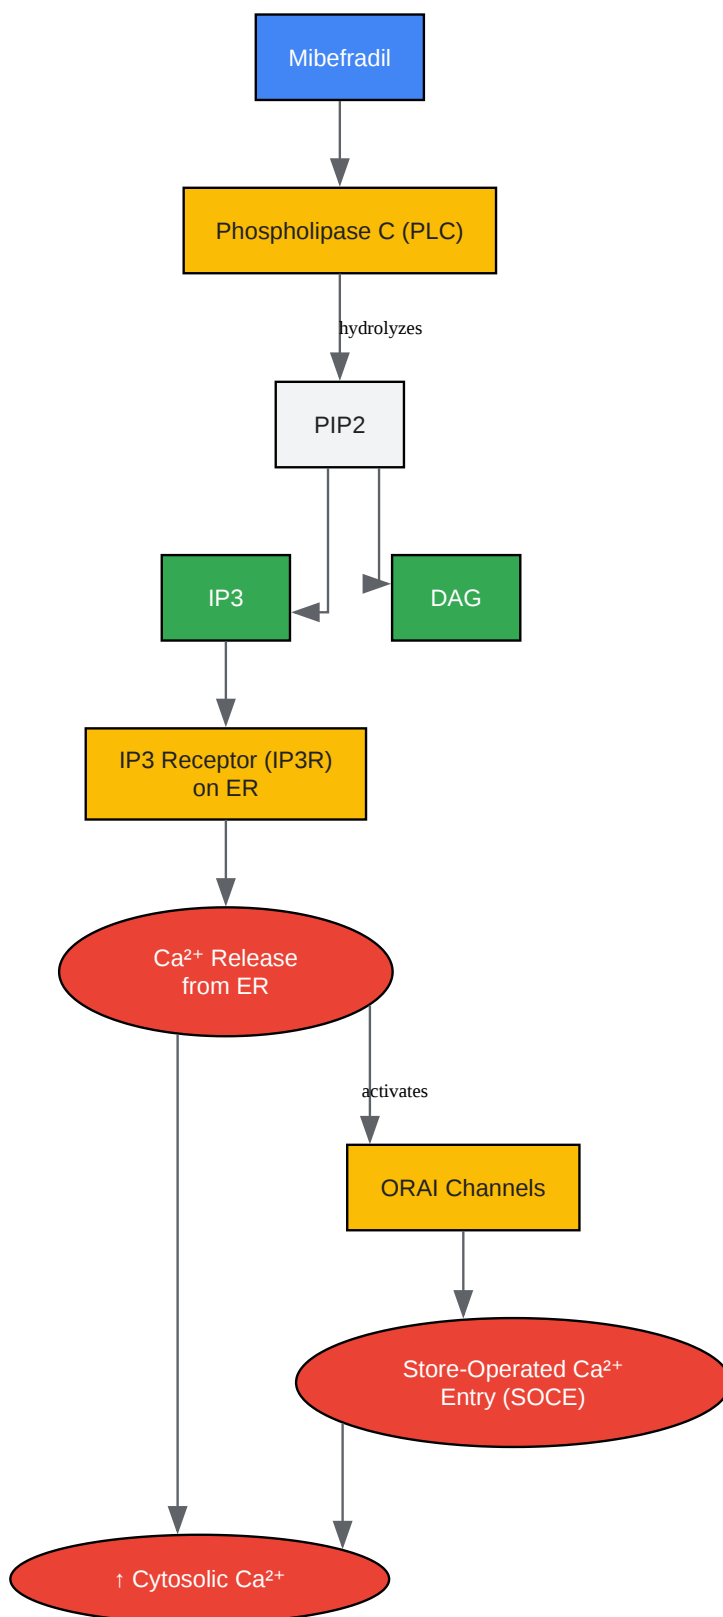 Mibefradil
Phospholipase C (PLC)
hydrolyzes
PIP2
IP3
DAG
IP3 Receptor (IP3R)
on ER
Ca²⁺ Release
from ER
activates
ORAI Channels
Store-Operated Ca²⁺
Entry (SOCE)
↑ Cytosolic Ca²⁺